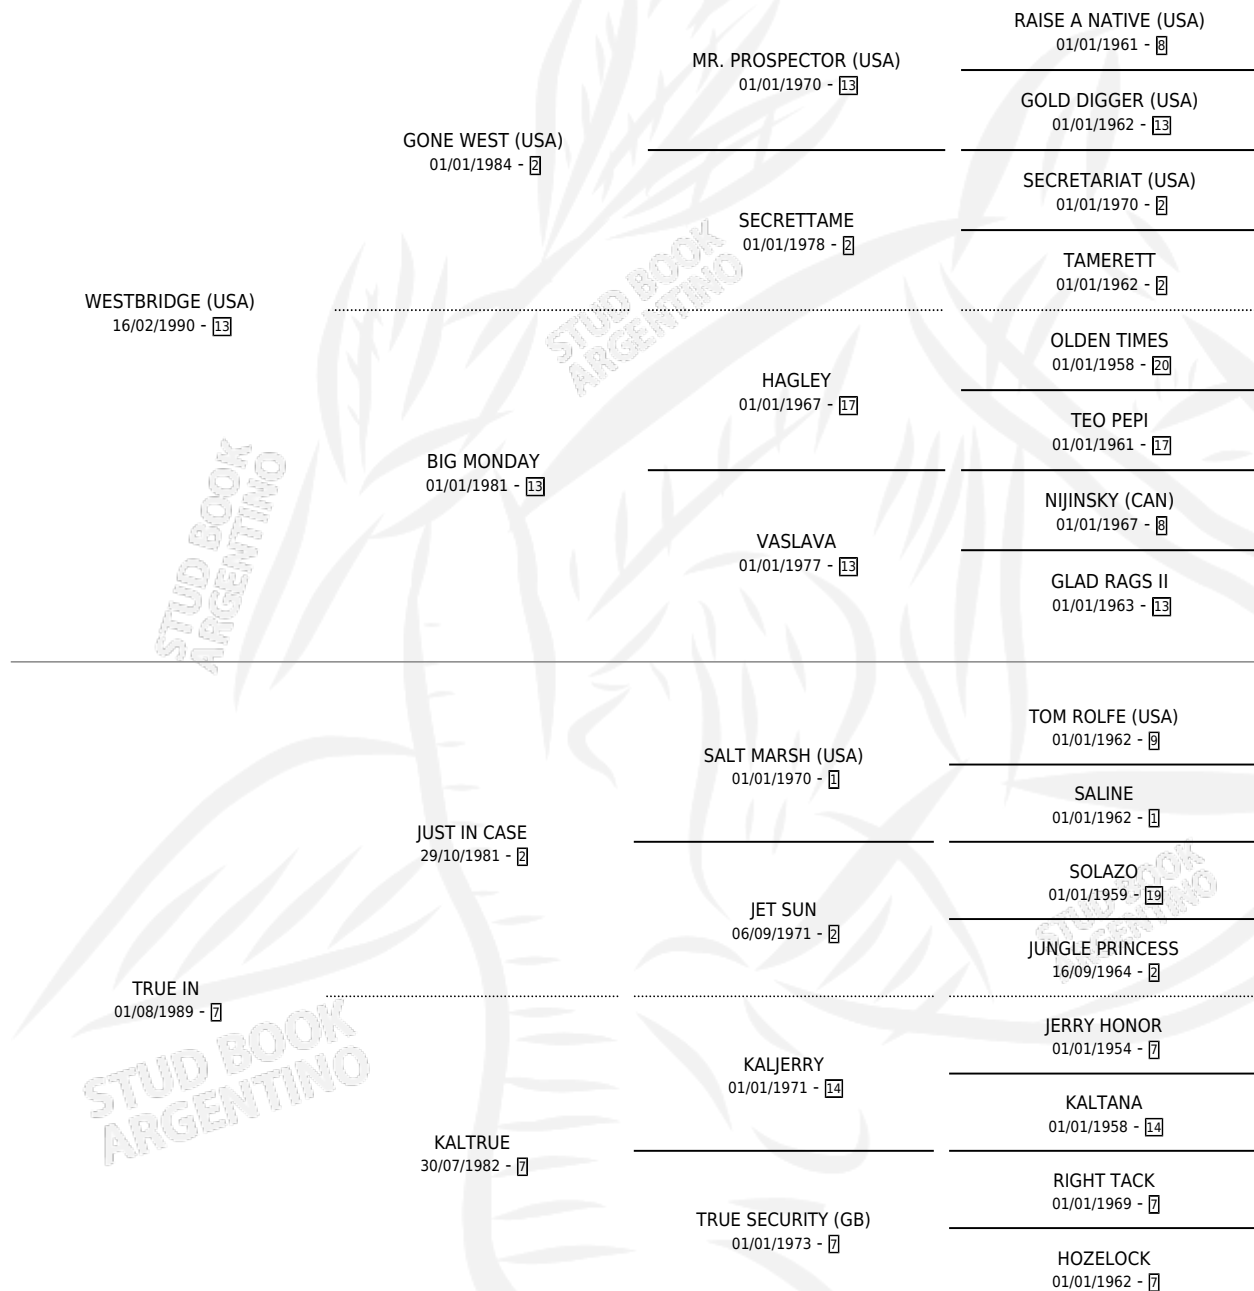 RAISE A NATIVE (USA)
01/01/1961 - 8
MR. PROSPECTOR (USA)
01/01/1970 - 13
GOLD DIGGER (USA)
01/01/1962 - 13
GONE WEST (USA)
01/01/1984 - 2
SECRETARIAT (USA)
01/01/1970 - 2
SECRETTAME
01/01/1978 - 2
TAMERETT
01/01/1962 - 2
WESTBRIDGE (USA)
16/02/1990 - 13
OLDEN TIMES
01/01/1958 - 20
HAGLEY
01/01/1967 - 17
TEO PEPI
01/01/1961 - 17
BIG MONDAY
01/01/1981 - 13
NIJINSKY (CAN)
01/01/1967 - 8
VASLAVA
01/01/1977 - 13
GLAD RAGS II
01/01/1963 - 13
TOM ROLFE (USA)
01/01/1962 - 9
SALT MARSH (USA)
01/01/1970 - 1
SALINE
01/01/1962 - 1
JUST IN CASE
29/10/1981 - 2
SOLAZO
01/01/1959 - 19
JET SUN
06/09/1971 - 2
JUNGLE PRINCESS
16/09/1964 - 2
TRUE IN
01/08/1989 - 7
JERRY HONOR
01/01/1954 - 7
KALJERRY
01/01/1971 - 14
KALTANA
01/01/1958 - 14
KALTRUE
30/07/1982 - 7
RIGHT TACK
01/01/1969 - 7
TRUE SECURITY (GB)
01/01/1973 - 7
HOZELOCK
01/01/1962 - 7
STUD BOOK
ARGENTINO
STUD BOOK
ARGENTINO
STUD BOOK
ARGENTINO
STUD BOOK
ARGENTINO